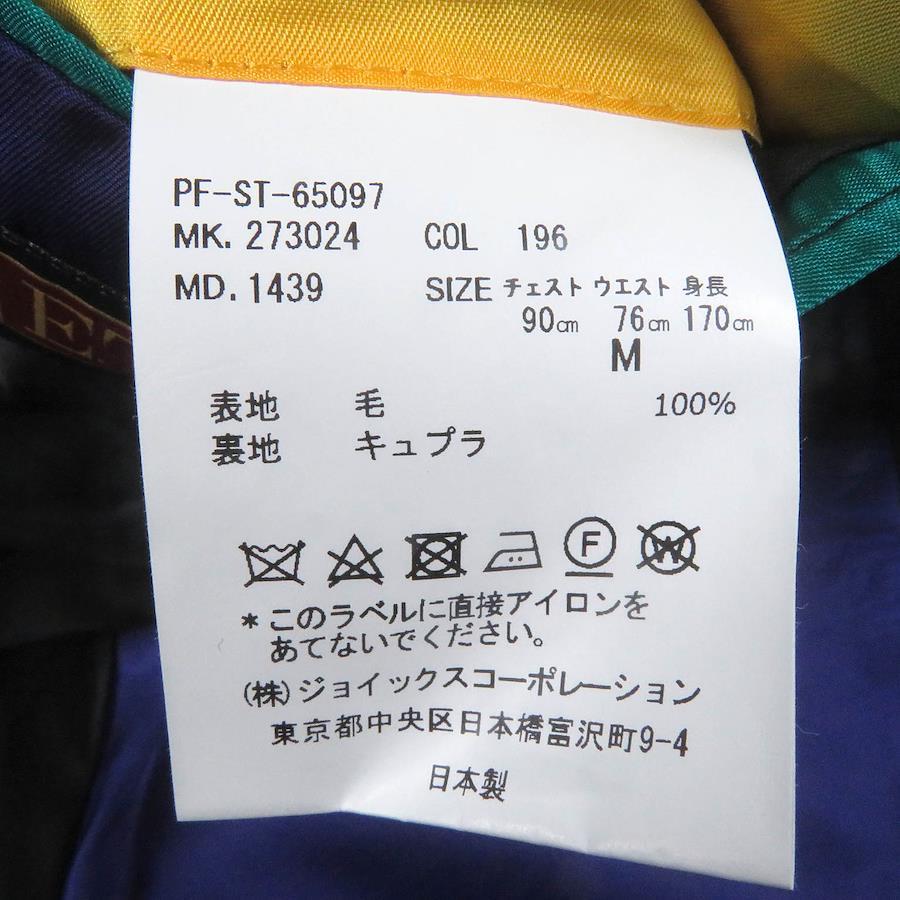 PF-ST-65097
MK. 273024 COL 196
MD. 1439 SIZE チェスト ウエスト 身長
90cm 76cm 170cm
M
表地 毛 100%
裏地 キュプラ
F W
*このラベルに直接アイロンを
あてないでください。
(株)ジョイックスコーポレーション
東京都中央区日本橋富沢町9-4
日本製